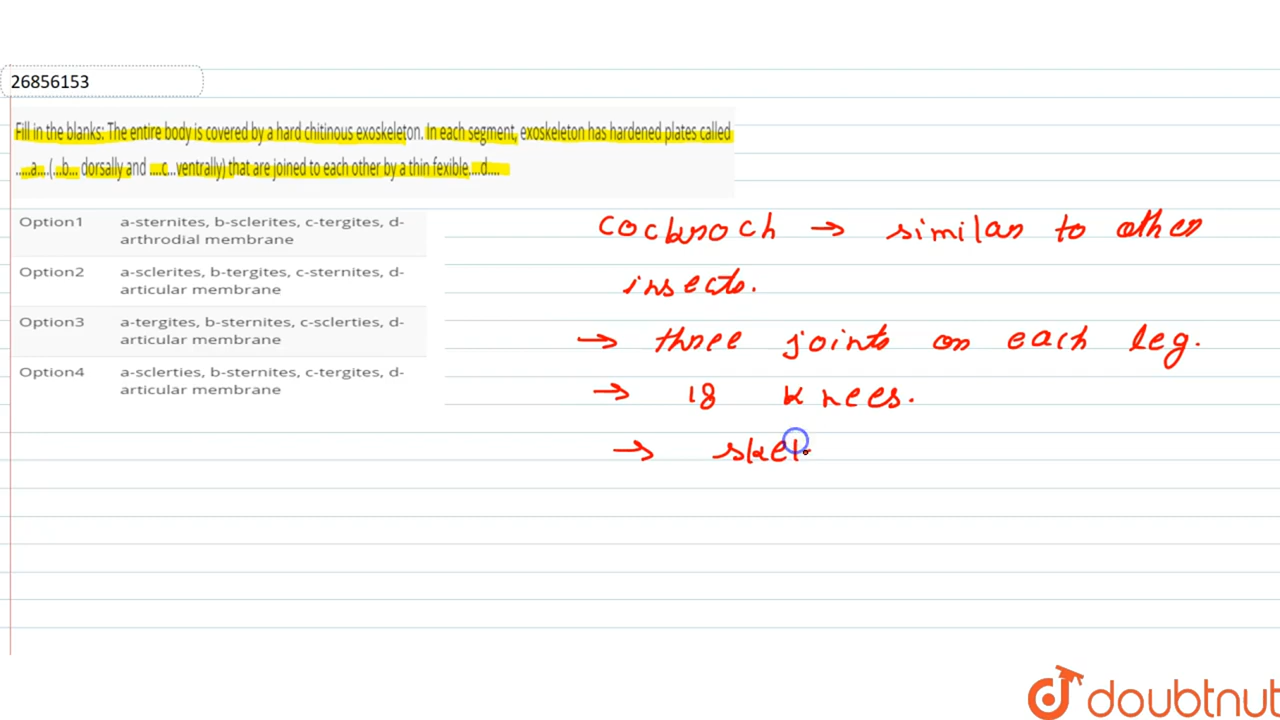 26856153
Fill in the blanks: The entire body is covered by a hard chitinous exoskeleton. In each segment, exoskeleton has hardened plates called
.....a....(...b... dorsally and ....c...ventrally) that are joined to each other by a thin fexible....d....
Option1 a-sternites, b-sclerites, c-tergites, d-
arthrodial membrane
Option2 a-sclerites, b-tergites, c-sternites, d-
articular membrane
Option3 a-tergites, b-sternites, c-sclerties, d-
articular membrane
Option4 a-sclerties, b-sternites, c-tergites, d-
articular membrane
cockroach → similar to other
insects.
→ three joints on each leg.
→ 18 knees.
→ skel
doubtnut